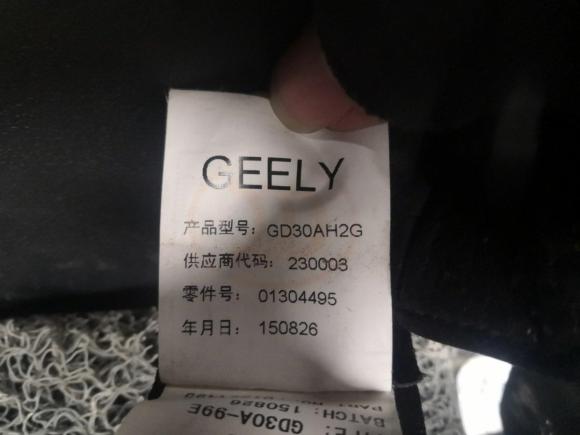 GEELY
产品型号：GD30AH2G
供应商代码：230003
零件号：01304495
年月日：150826
BATCH: 150826
GD30A-99E